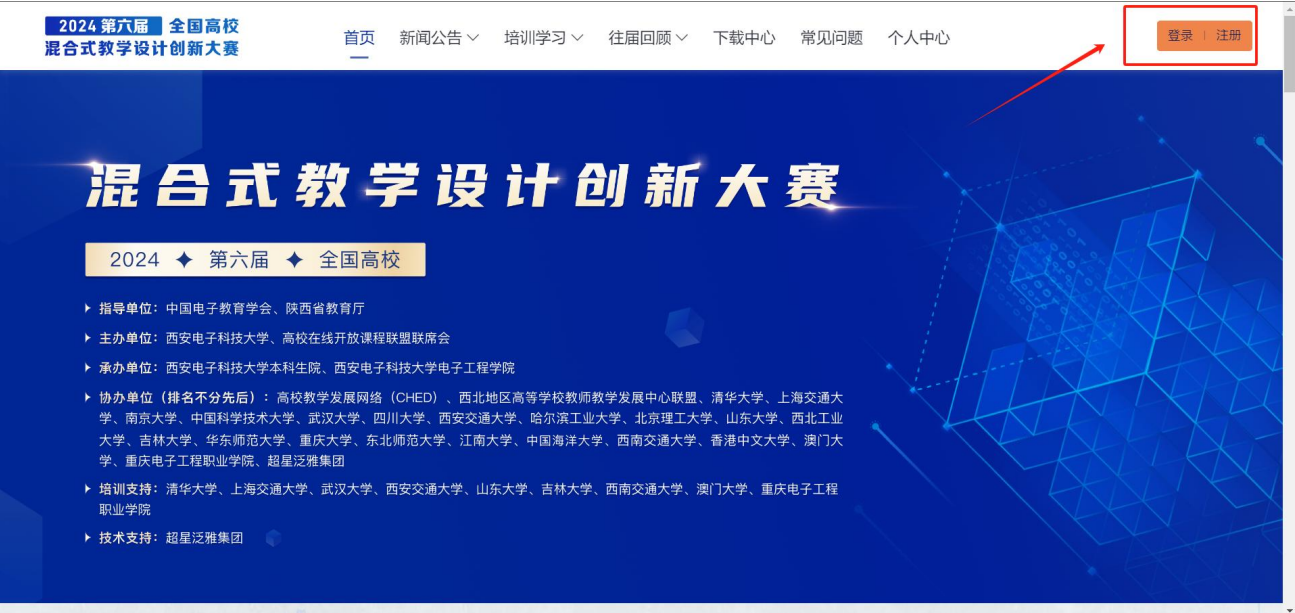 2024 第六届 全国高校
混合式教学设计创新大赛
首页 新闻公告 培训学习 往届回顾 下载中心 常见问题 个人中心
登录 | 注册
混合式教学设计创新大赛
2024 ✦ 第六届 ✦ 全国高校
指导单位：中国电子教育学会、陕西省教育厅
主办单位：西安电子科技大学、高校在线开放课程联盟联席会
承办单位：西安电子科技大学本科生院、西安电子科技大学电子工程学院
协办单位（排名不分先后）：高校教学发展网络（CHED）、西北地区高等学校教师教学发展中心联盟、清华大学、上海交通大
学、南京大学、中国科学技术大学、武汉大学、四川大学、西安交通大学、哈尔滨工业大学、北京理工大学、山东大学、西北工业
大学、吉林大学、华东师范大学、重庆大学、东北师范大学、江南大学、中国海洋大学、西南交通大学、香港中文大学、澳门大
学、重庆电子工程职业学院、超星泛雅集团
培训支持：清华大学、上海交通大学、武汉大学、西安交通大学、山东大学、吉林大学、西南交通大学、澳门大学、重庆电子工程
职业学院
技术支持：超星泛雅集团